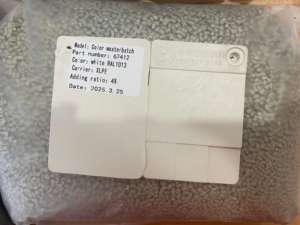 Model: Color masterbatch
Part number: 67412
Color: white RAL1013
Carrier: XLPE
Adding ratio: 4%
Date: 2025.3.25